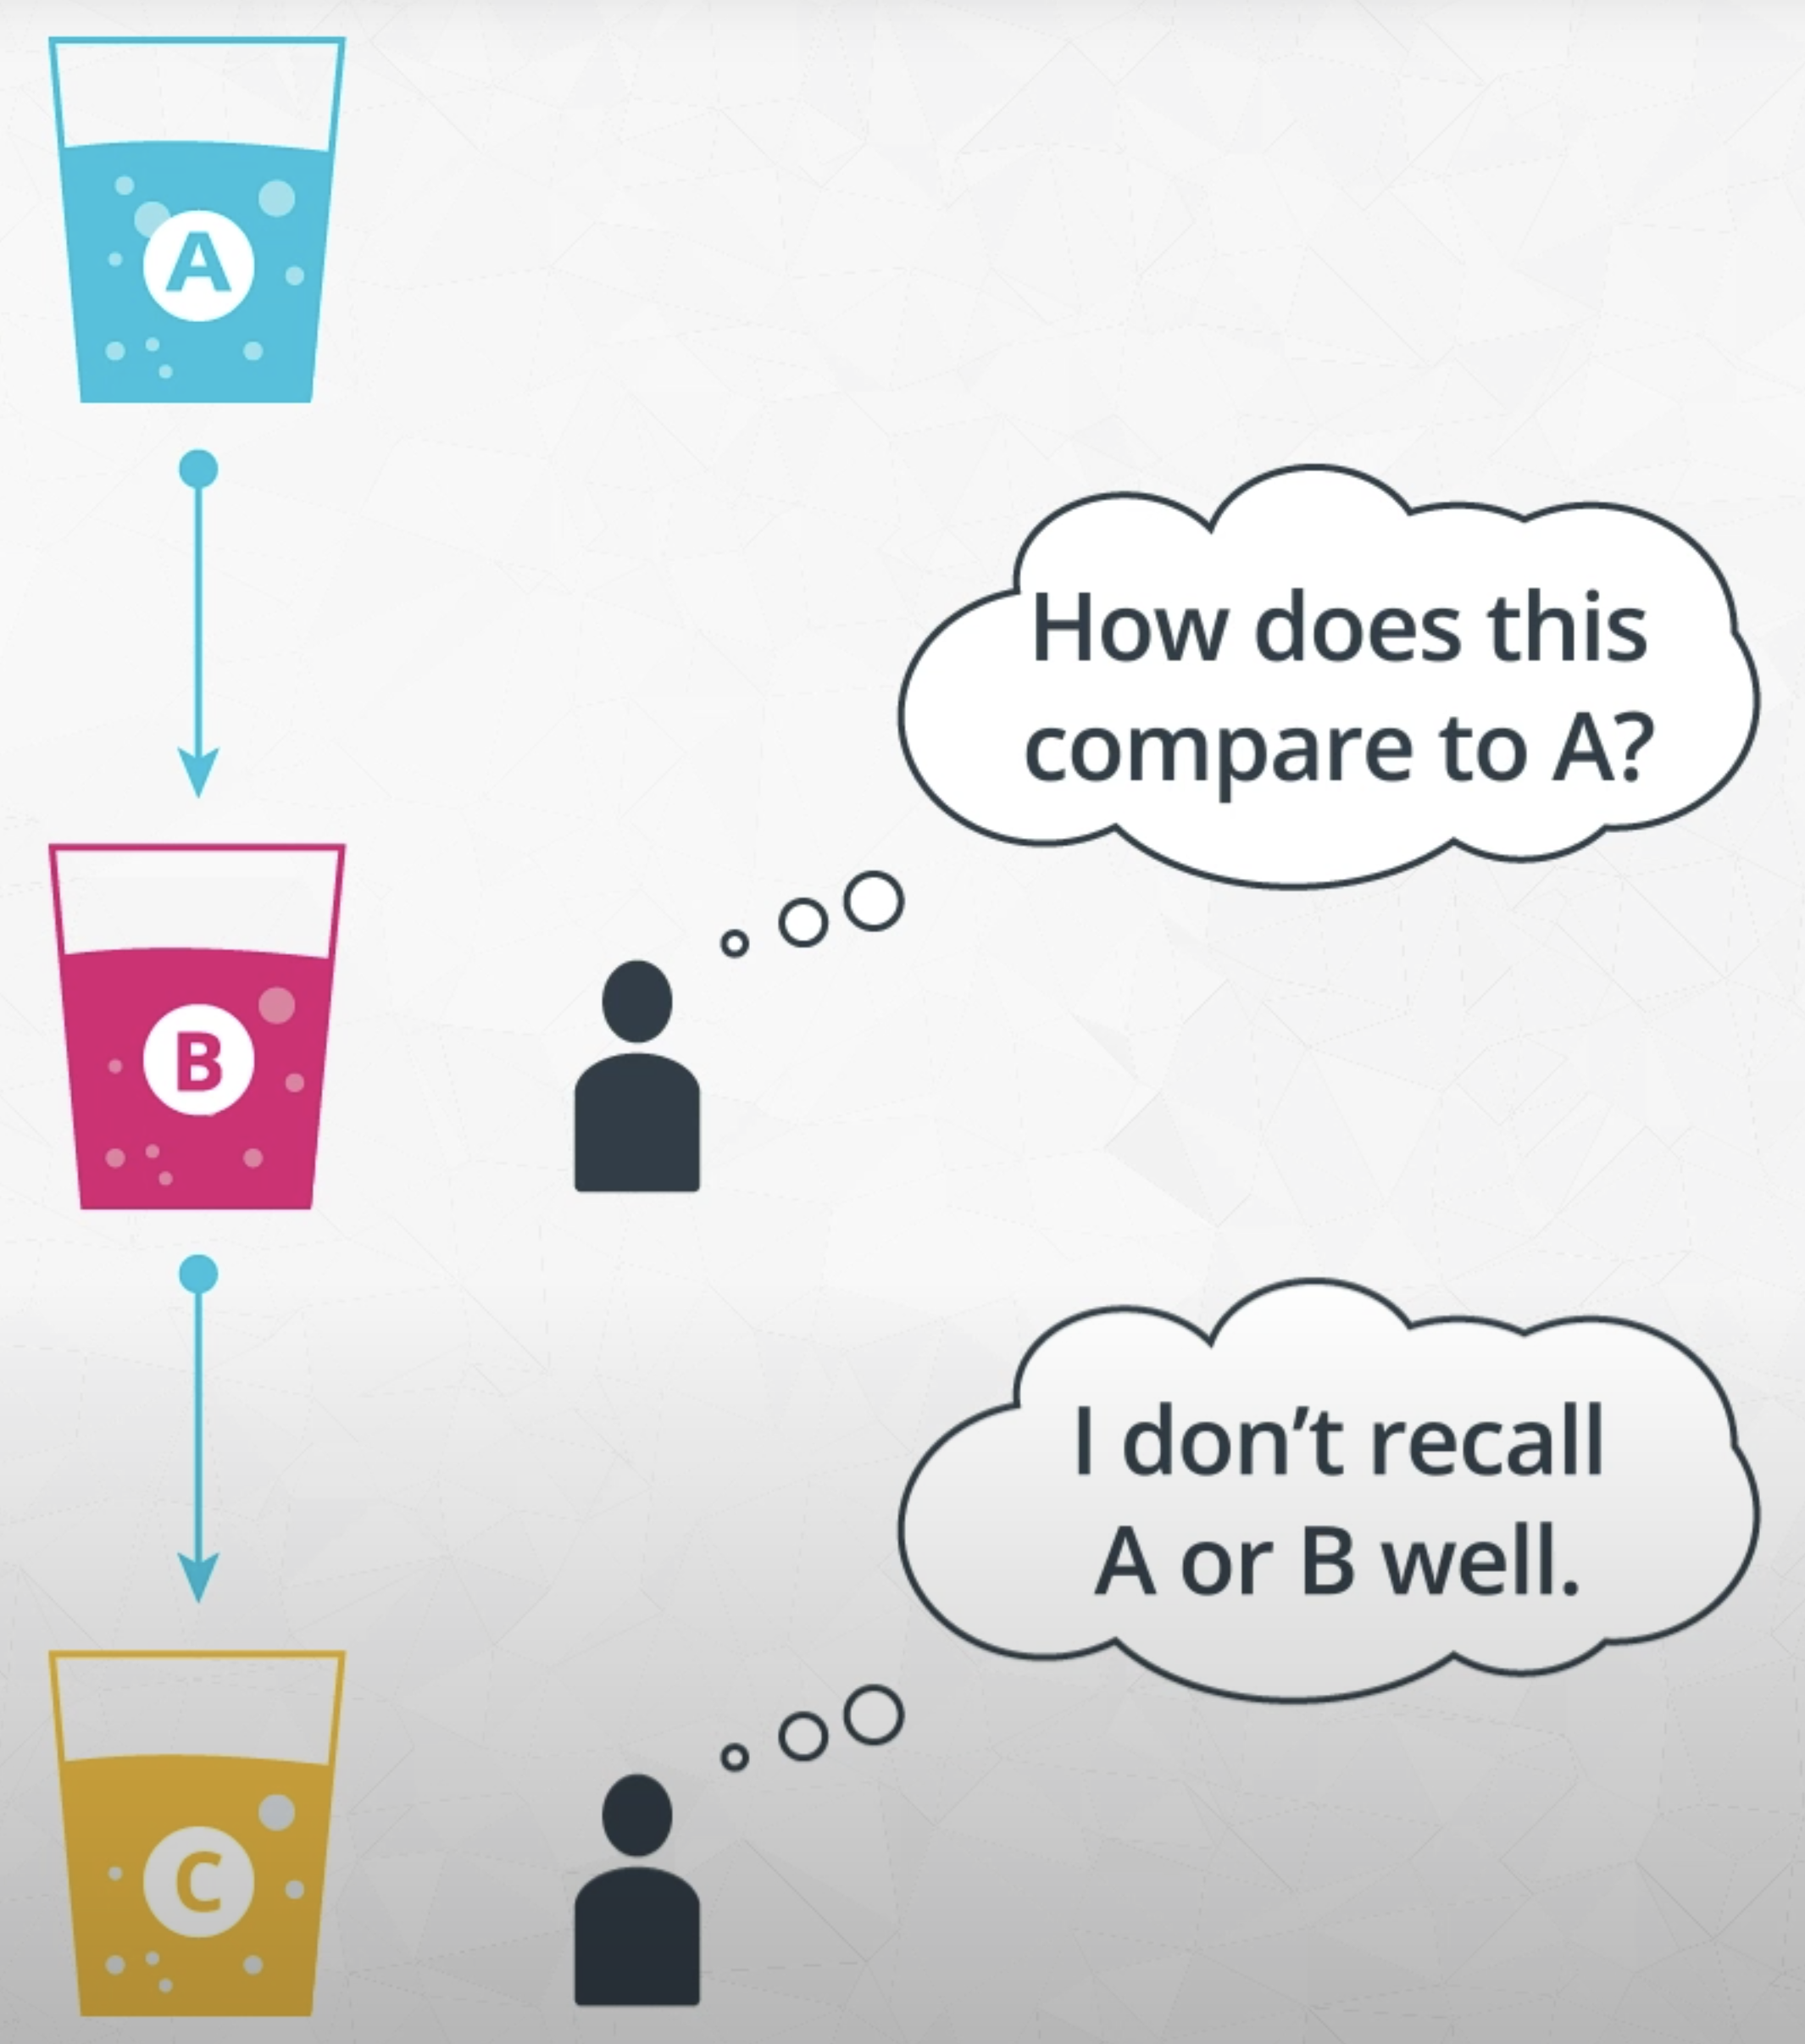 A
How does this
compare to A?
B
I don’t recall
A or B well.
C